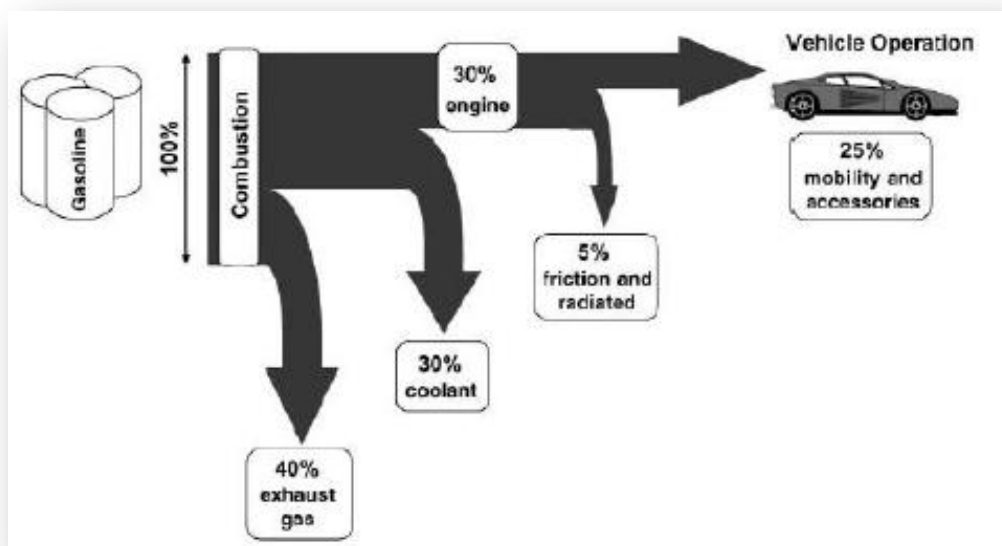 Vehicle Operation
Gasoline
100%
Combustion
30%
engine
25%
mobility and
accessories
5%
friction and
radiated
30%
coolant
40%
exhaust
gas